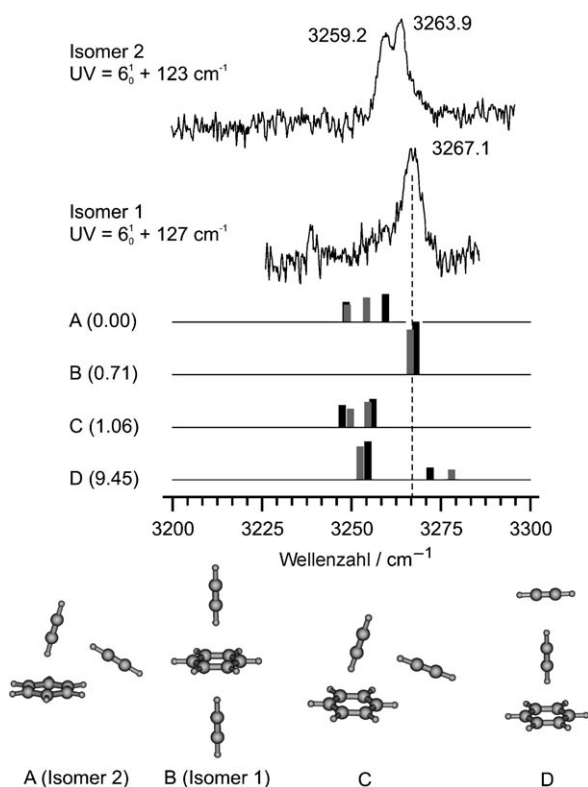 3259.2 3263.9
Isomer 2
UV = 6¹₀ + 123 cm⁻¹
3267.1
Isomer 1
UV = 6¹₀ + 127 cm⁻¹
A (0.00)
B (0.71)
C (1.06)
D (9.45)
3200 3225 3250 3275 3300
Wellenzahl / cm⁻¹
A (Isomer 2) B (Isomer 1) C D